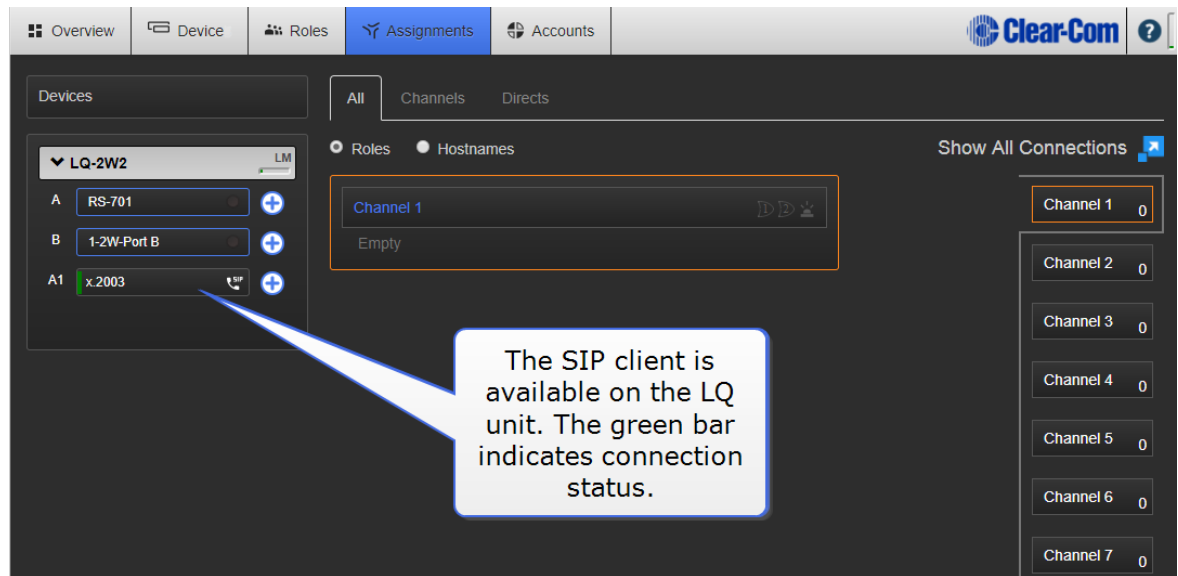 Overview Device Roles Assignments Accounts Clear-Com ?
Devices
All Channels Directs
LQ-2W2 LM
Roles Hostnames
Show All Connections
A RS-701
B 1-2W-Port B
A1 x.2003 SIP
Channel 1 1 2
Empty
Channel 1 0
Channel 2 0
Channel 3 0
Channel 4 0
Channel 5 0
Channel 6 0
Channel 7 0
The SIP client is
available on the LQ
unit. The green bar
indicates connection
status.